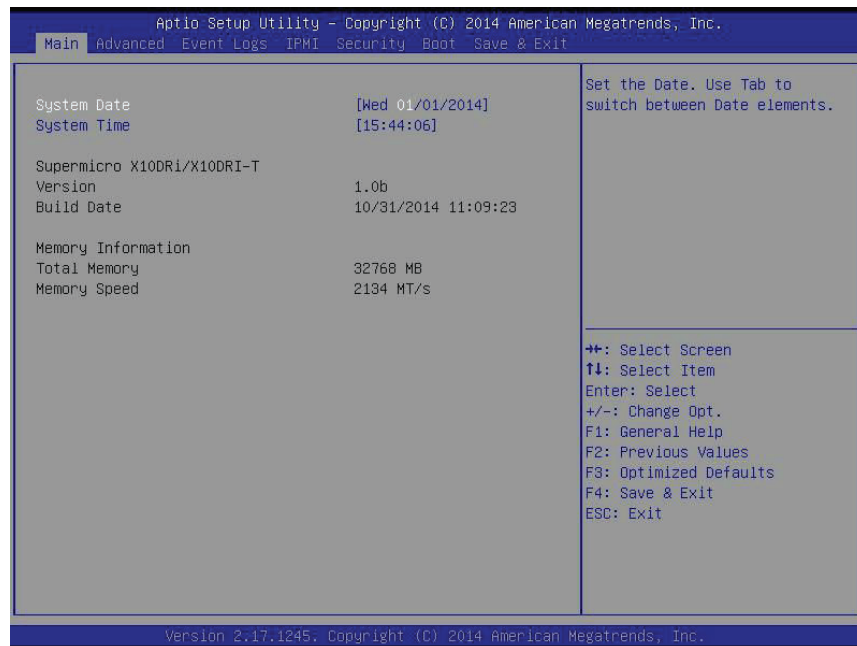 Aptio Setup Utility – Copyright (C) 2014 American Megatrends, Inc.
Main Advanced Event Logs IPMI Security Boot Save & Exit
System Date [Wed 01/01/2014]
System Time [15:44:06]
Supermicro X10DRi/X10DRI-T
Version 1.0b
Build Date 10/31/2014 11:09:23
Memory Information
Total Memory 32768 MB
Memory Speed 2134 MT/s
Set the Date. Use Tab to
switch between Date elements.
→←: Select Screen
↑↓: Select Item
Enter: Select
+/-: Change Opt.
F1: General Help
F2: Previous Values
F3: Optimized Defaults
F4: Save & Exit
ESC: Exit
Version 2.17.1245. Copyright (C) 2014 American Megatrends, Inc.